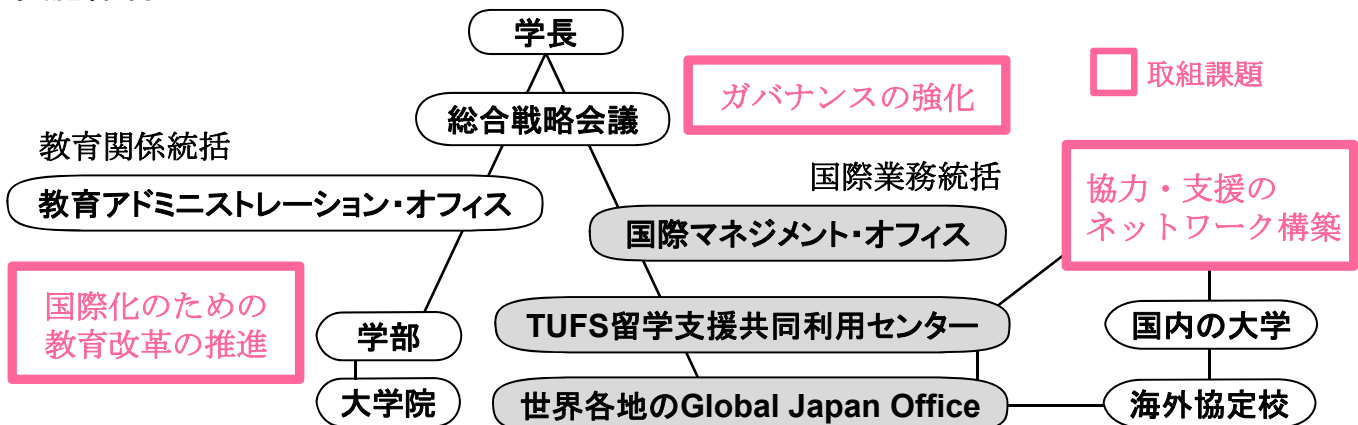 学長
ガバナンスの強化
取組課題
総合戦略会議
教育関係統括
教育アドミニストレーション・オフィス
国際業務統括
国際マネジメント・オフィス
協力・支援の
ネットワーク構築
国際化のための
教育改革の推進
学部
大学院
TUFS留学支援共同利用センター
世界各地のGlobal Japan Office
国内の大学
海外協定校